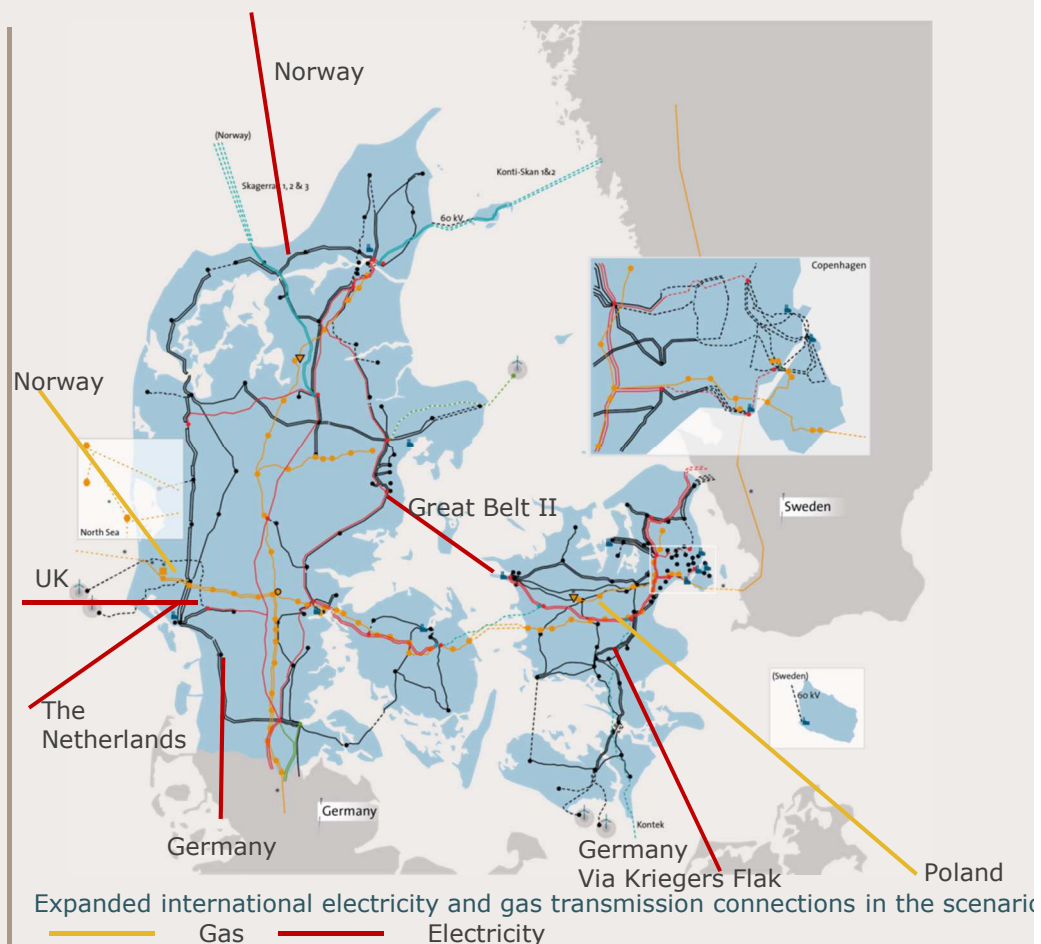 Norway
(Norway)
Skagerrak 1, 2 & 3
Konti-Skan 1&2
60 kV
Copenhagen
Norway
North Sea
Great Belt II
Sweden
UK
The
Netherlands
(Sweden)
60 kV
Germany
Germany
Kontek
Germany
Via Kriegers Flak
Poland
Expanded international electricity and gas transmission connections in the scenario
Gas
Electricity